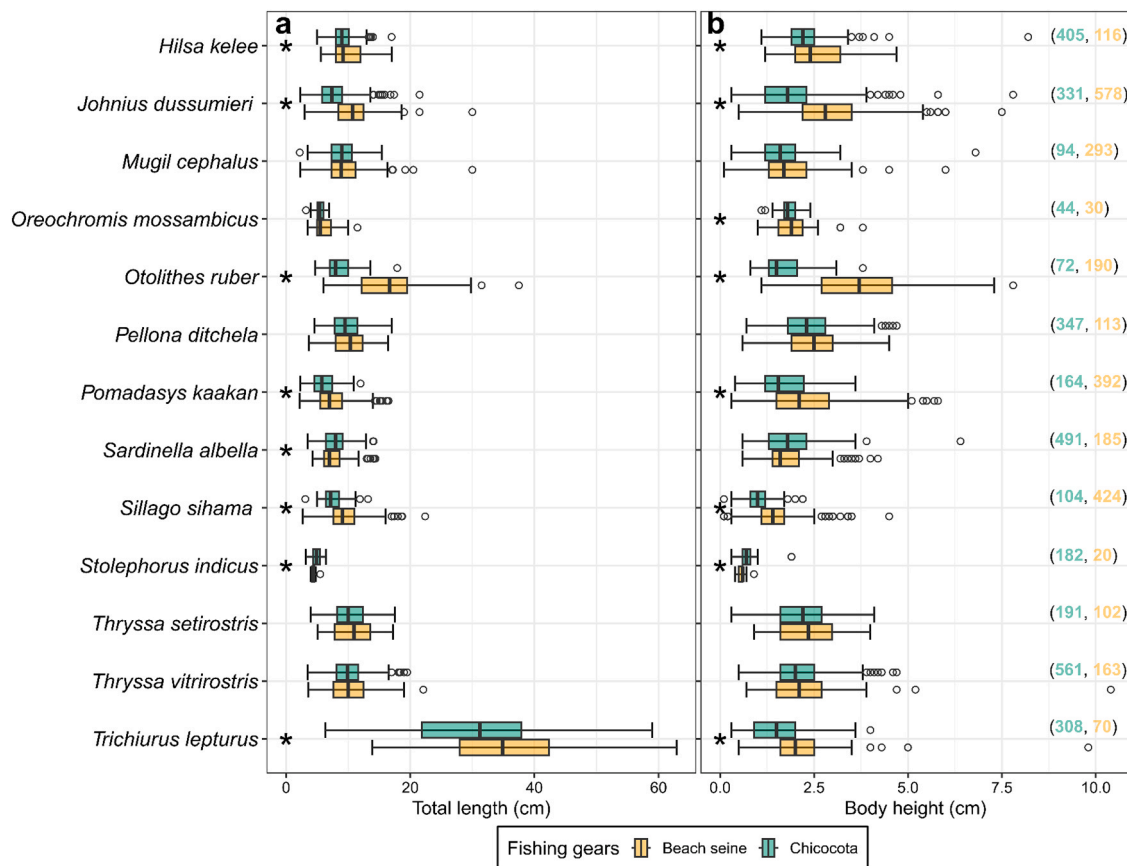 a
b
Hilsa kelee * * (405, 116)
Johnius dussumieri * * (331, 578)
Mugil cephalus (94, 293)
Oreochromis mossambicus * (44, 30)
Otolithes ruber * * (72, 190)
Pellona ditchela (347, 113)
Pomadasys kaakan * * (164, 392)
Sardinella albella * (491, 185)
Sillago sihama * * (104, 424)
Stolephorus indicus * * (182, 20)
Thryssa setirostris (191, 102)
Thryssa vitrirostris (561, 163)
Trichiurus lepturus * * (308, 70)
0 20 40 60 0.0 2.5 5.0 7.5 10.0
Total length (cm) Body height (cm)
Fishing gears Beach seine Chicocota